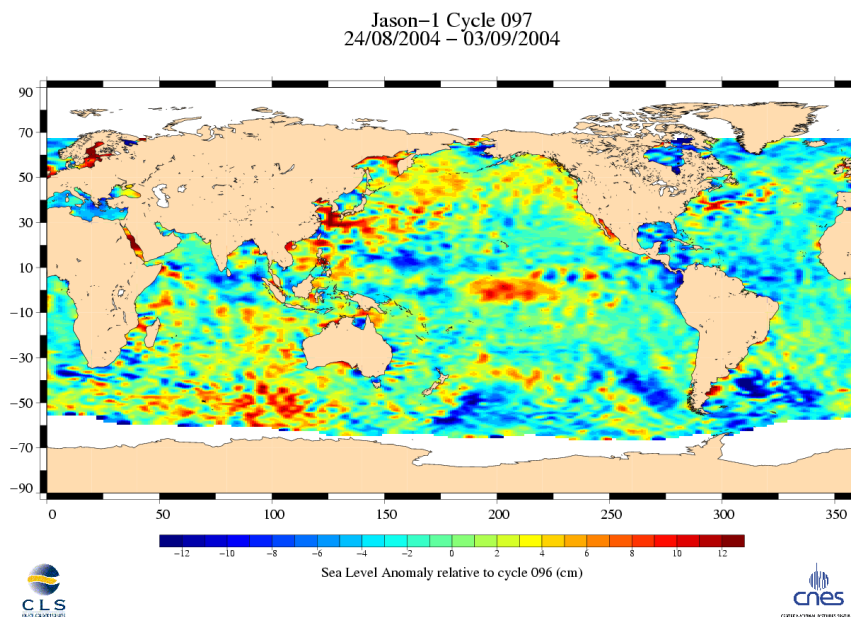 Jason−1 Cycle 097
24/08/2004 − 03/09/2004
90
70
50
30
10
−10
−30
−50
−70
−90
0 50 100 150 200 250 300 350
−12 −10 −8 −6 −4 −2 0 2 4 6 8 10 12
Sea Level Anomaly relative to cycle 096 (cm)
CLS
cnes